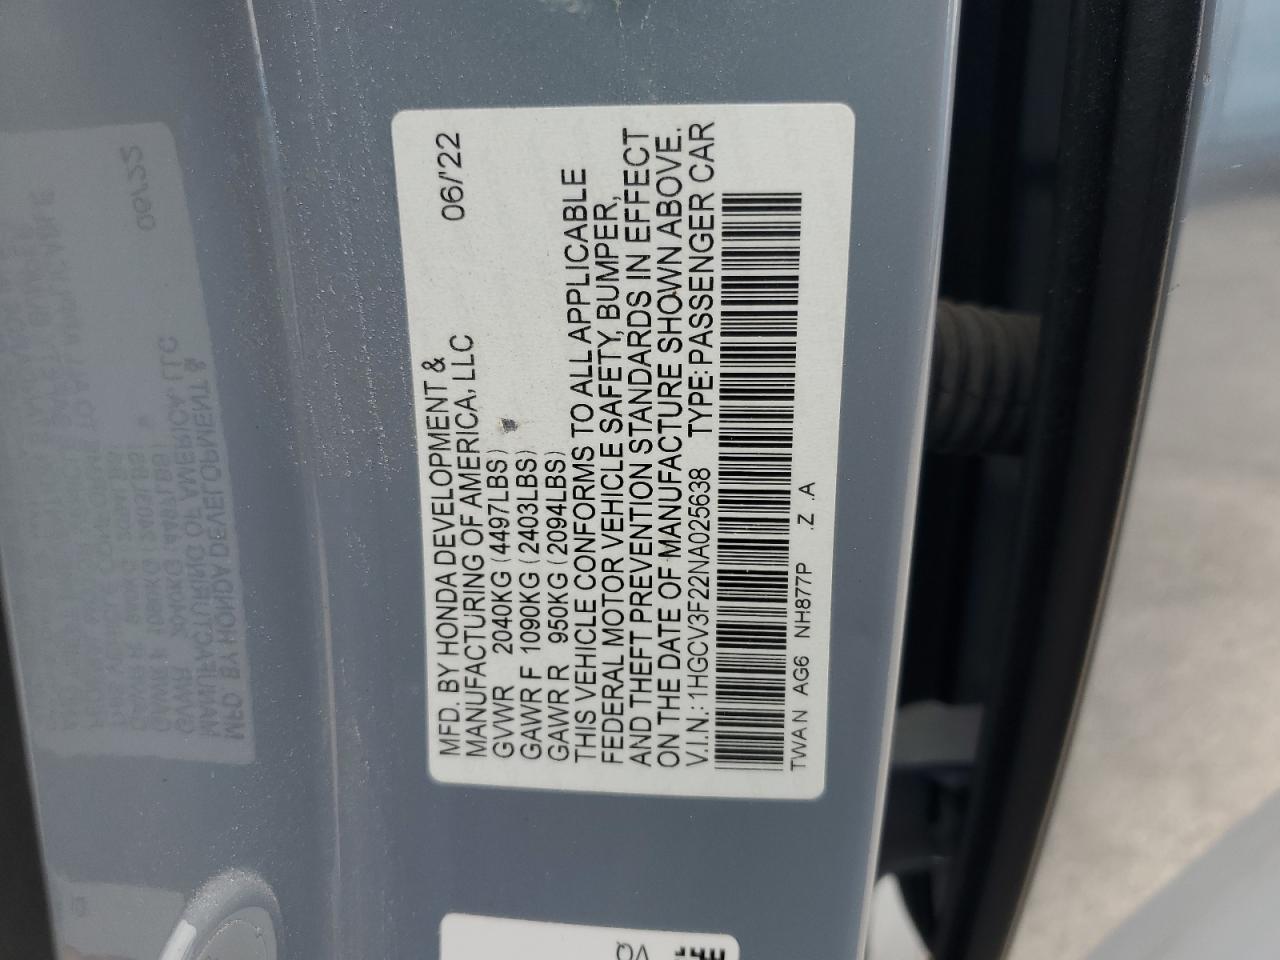 MFD. BY HONDA DEVELOPMENT & 06/'22
MANUFACTURING OF AMERICA, LLC
GVWR 2040KG (4497LBS)
GAWR F 1090KG (2403LBS)
GAWR R 950KG (2094LBS)
THIS VEHICLE CONFORMS TO ALL APPLICABLE
FEDERAL MOTOR VEHICLE SAFETY, BUMPER,
AND THEFT PREVENTION STANDARDS IN EFFECT
ON THE DATE OF MANUFACTURE SHOWN ABOVE.
V.I.N.: 1HGCV3F22NA025638 TYPE: PASSENGER CAR
TWAN AG6 NH877P .Z .A
VQ